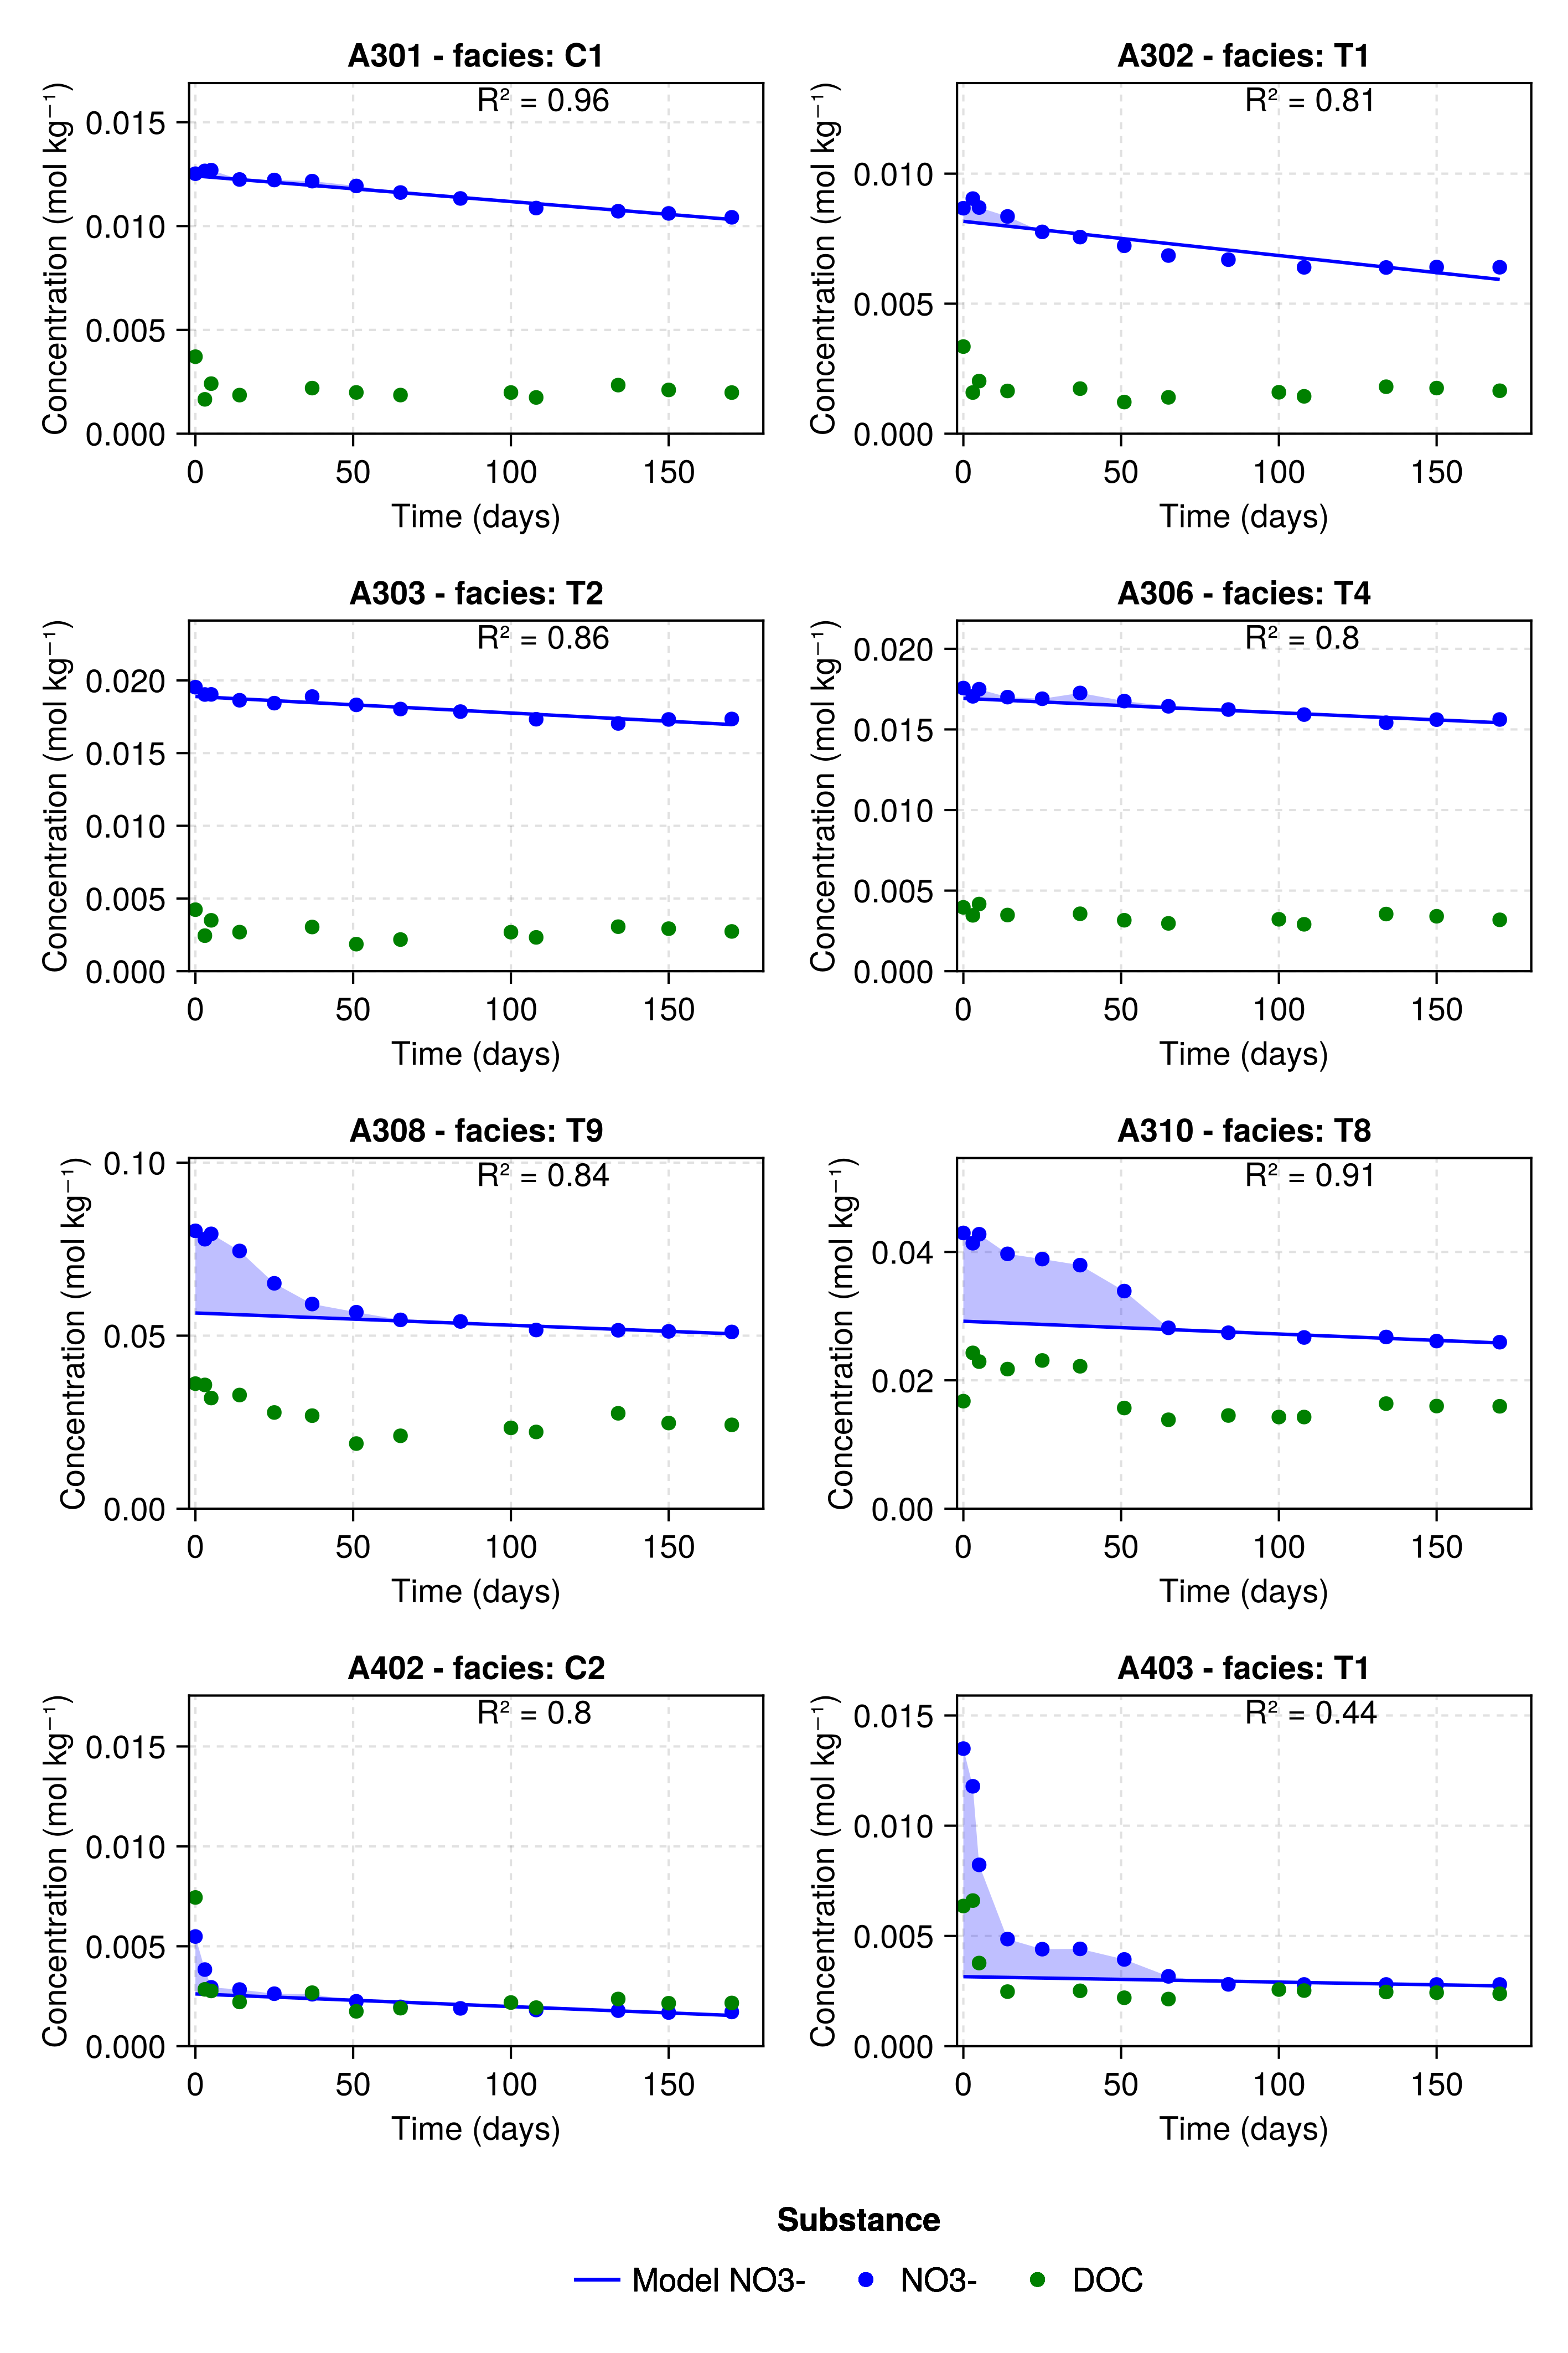 A301 - facies: C1
R² = 0.96
Concentration (mol kg⁻¹)
0.015
0.010
0.005
0.000
0 50 100 150
Time (days)
A302 - facies: T1
R² = 0.81
Concentration (mol kg⁻¹)
0.010
0.005
0.000
0 50 100 150
Time (days)
A303 - facies: T2
R² = 0.86
Concentration (mol kg⁻¹)
0.020
0.015
0.010
0.005
0.000
0 50 100 150
Time (days)
A306 - facies: T4
R² = 0.8
Concentration (mol kg⁻¹)
0.020
0.015
0.010
0.005
0.000
0 50 100 150
Time (days)
A308 - facies: T9
R² = 0.84
Concentration (mol kg⁻¹)
0.10
0.05
0.00
0 50 100 150
Time (days)
A310 - facies: T8
R² = 0.91
Concentration (mol kg⁻¹)
0.04
0.02
0.00
0 50 100 150
Time (days)
A402 - facies: C2
R² = 0.8
Concentration (mol kg⁻¹)
0.015
0.010
0.005
0.000
0 50 100 150
Time (days)
A403 - facies: T1
R² = 0.44
Concentration (mol kg⁻¹)
0.015
0.010
0.005
0.000
0 50 100 150
Time (days)
Substance
Model NO3- NO3- DOC